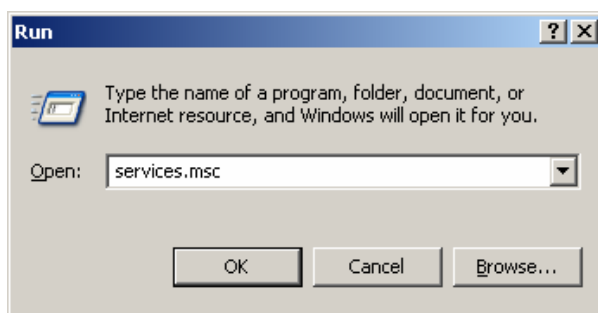 Run
Type the name of a program, folder, document, or
Internet resource, and Windows will open it for you.
Open: services.msc
OK Cancel Browse...